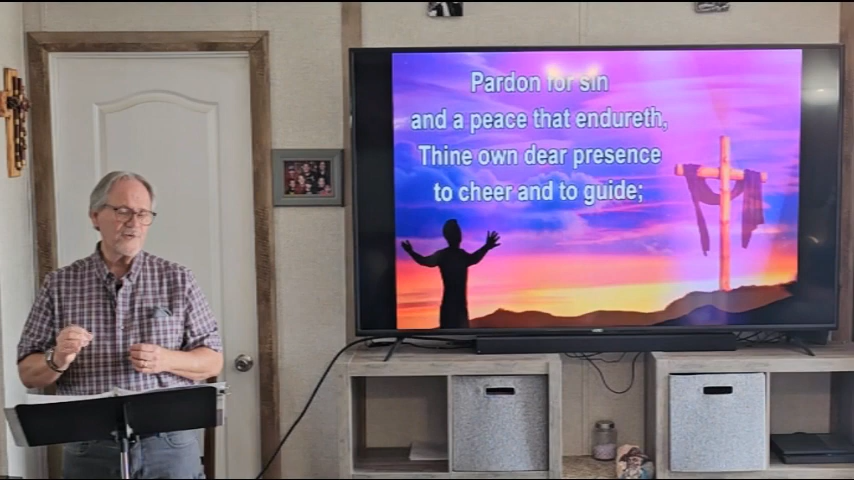 Pardon for sin
and a peace that endureth,
Thine own dear presence
to cheer and to guide;